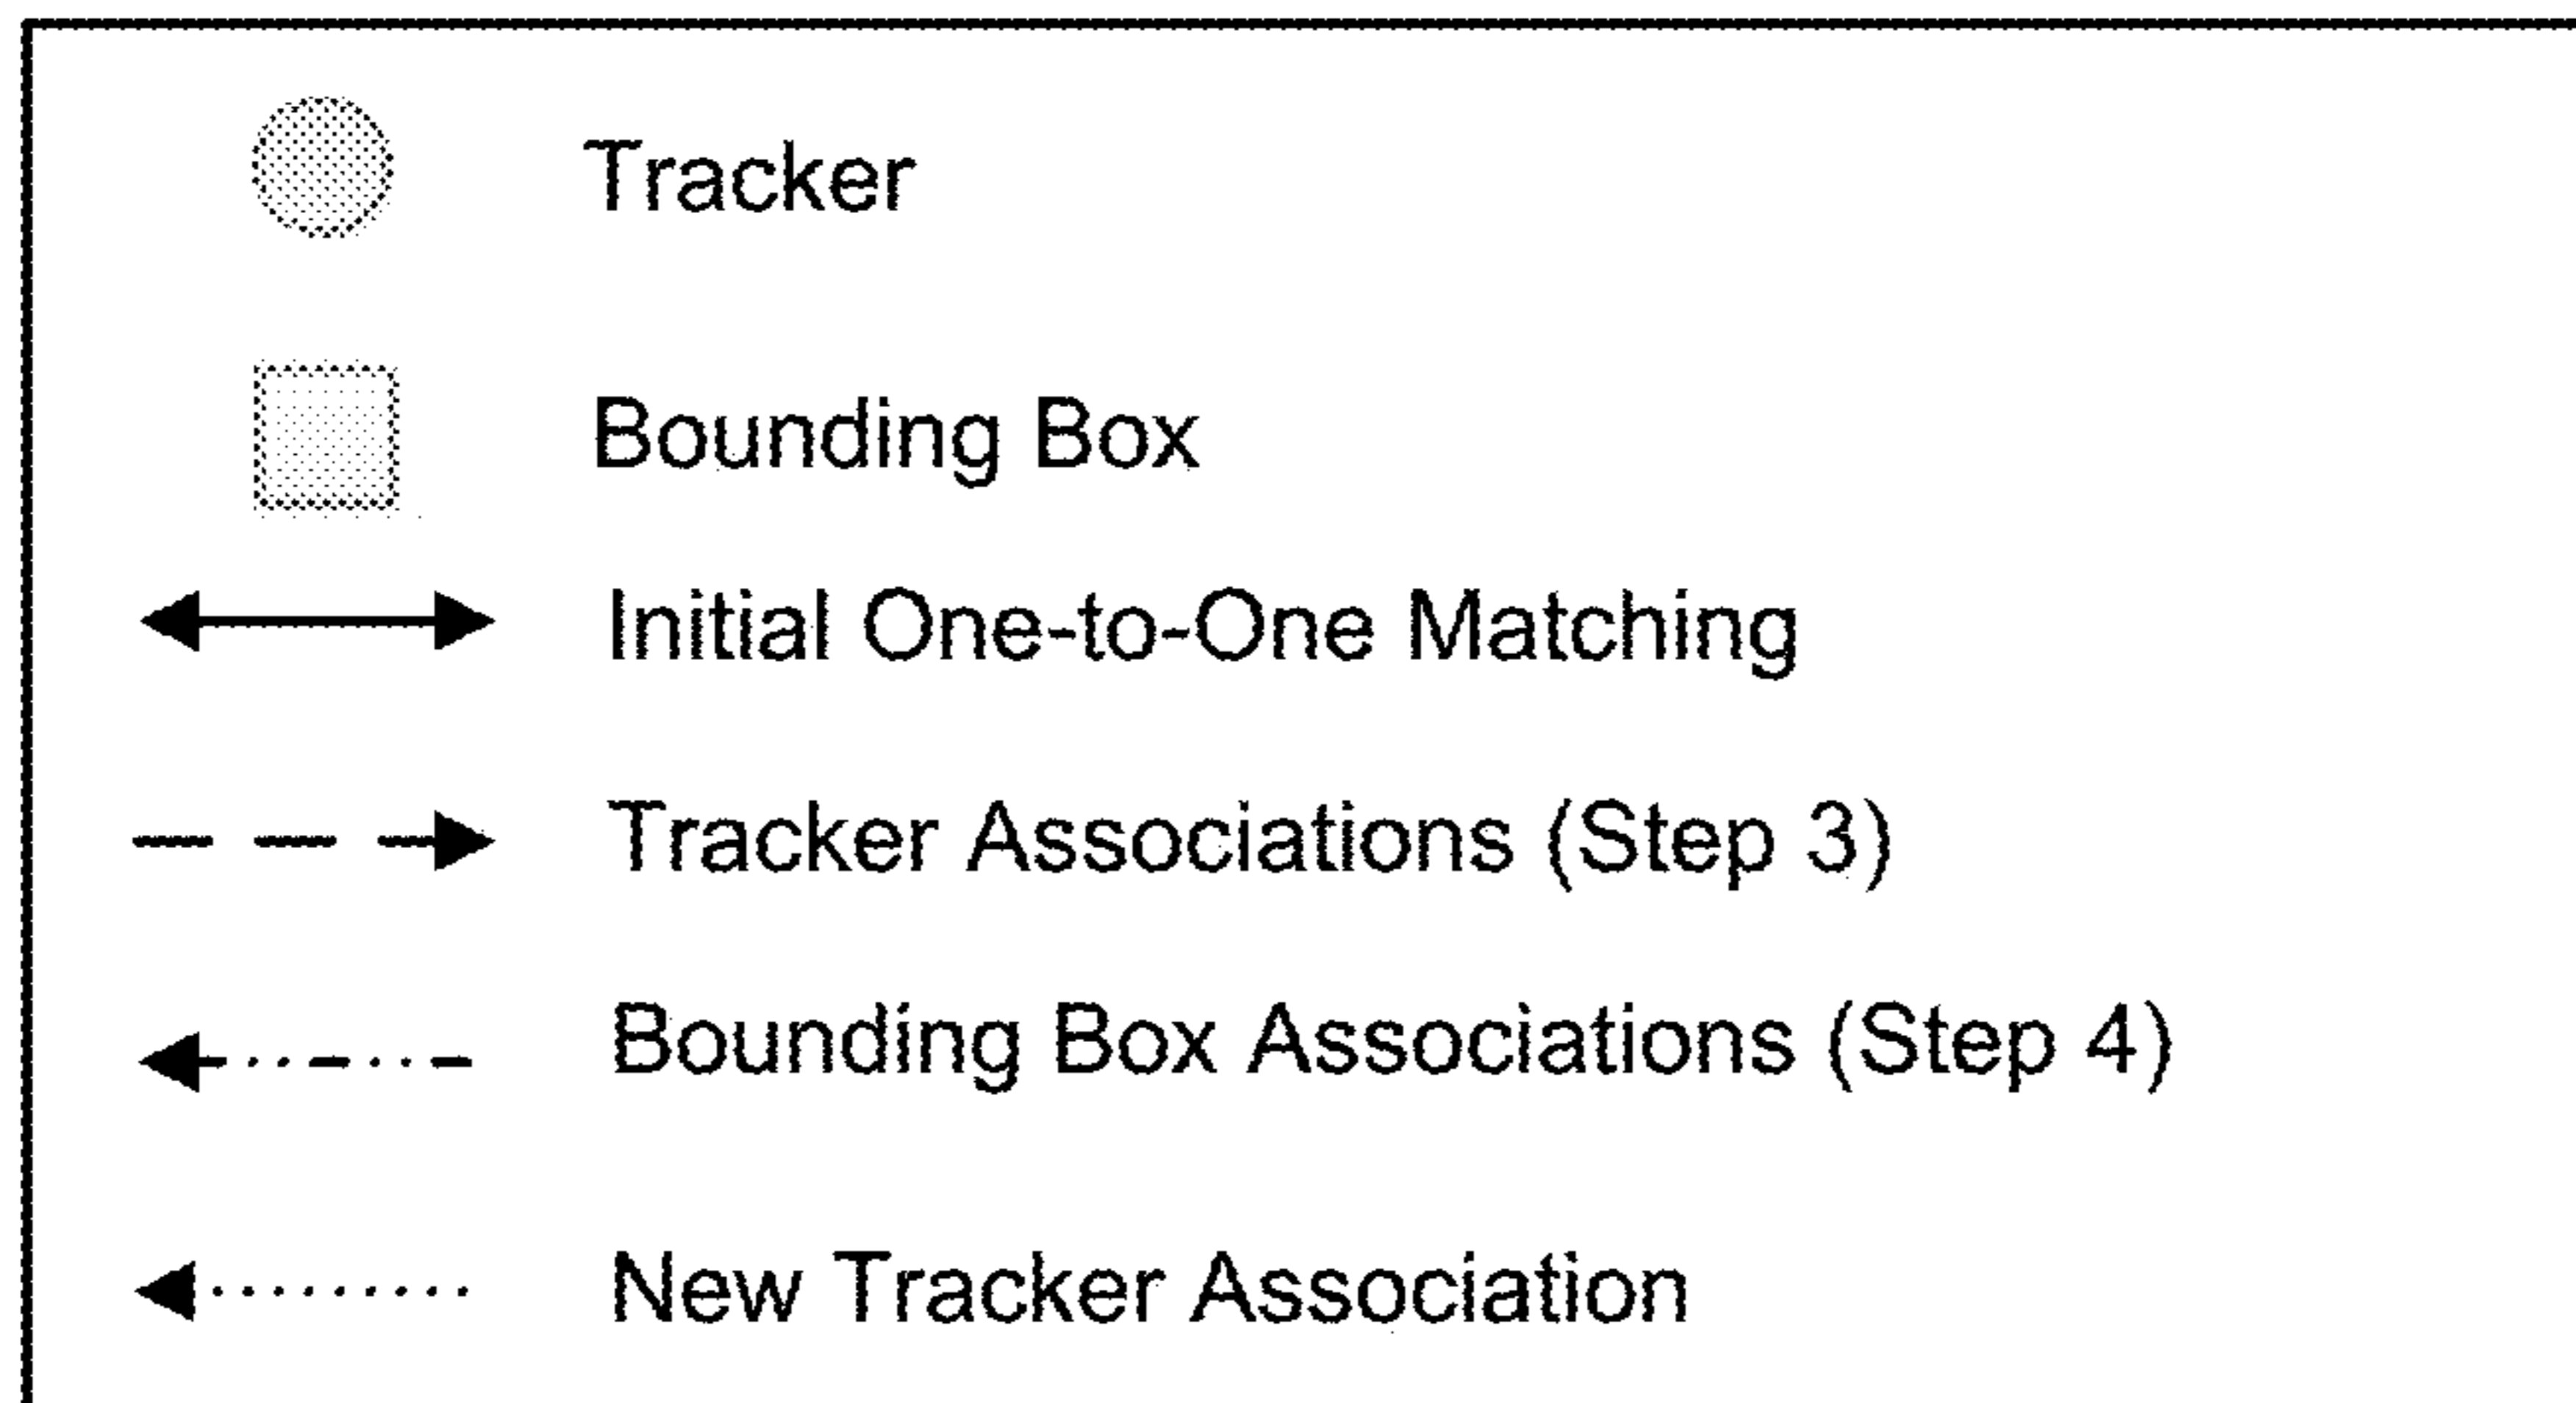 Tracker
Bounding Box
Initial One-to-One Matching
Tracker Associations (Step 3)
Bounding Box Associations (Step 4)
New Tracker Association